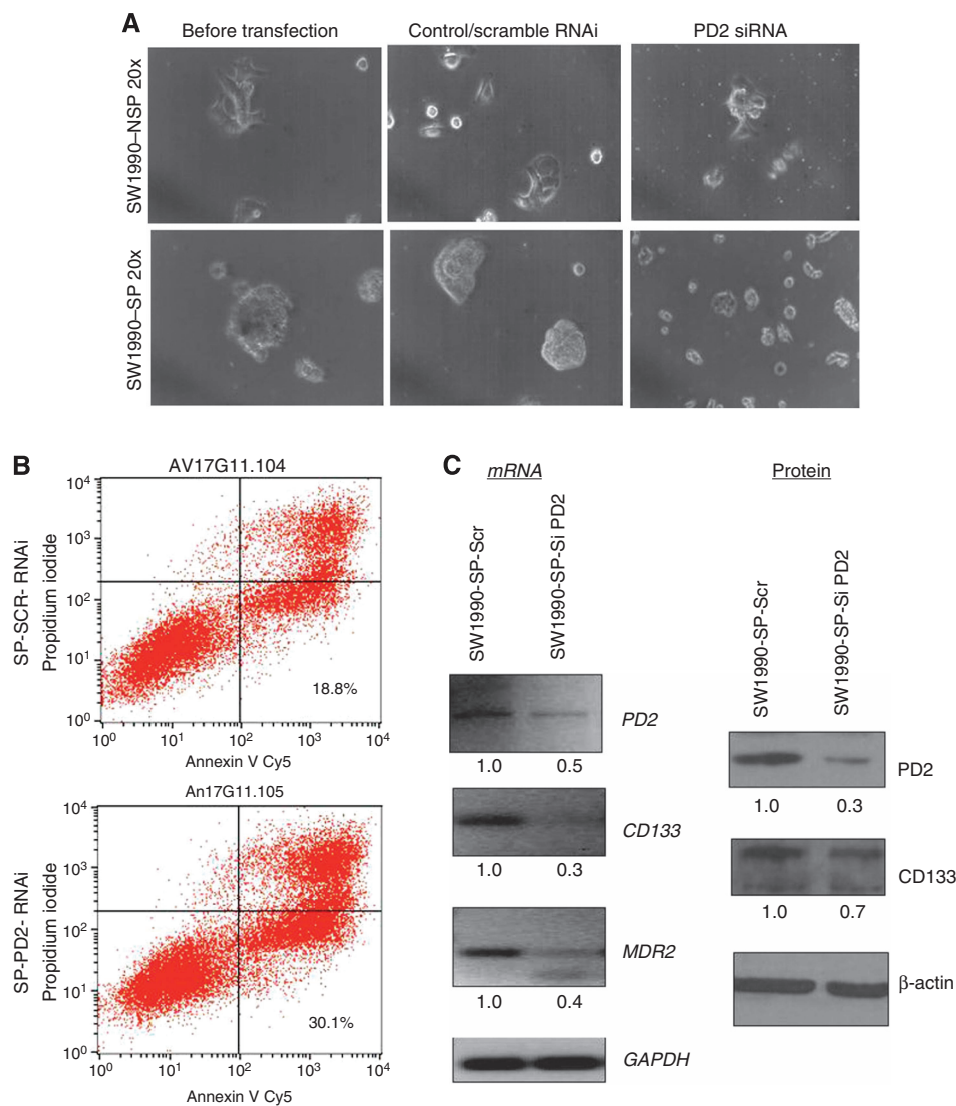 A
Before transfection
Control/scramble RNAi
PD2 siRNA
SW1990–NSP 20x
SW1990–SP 20x
B
AV17G11.104
SP-SCR- RNAi
Propidium iodide
10^4
10^3
10^2
10^1
10^0
18.8%
10^0 10^1 10^2 10^3 10^4
Annexin V Cy5
An17G11.105
SP-PD2- RNAi
Propidium iodide
10^4
10^3
10^2
10^1
10^0
30.1%
10^0 10^1 10^2 10^3 10^4
Annexin V Cy5
C
mRNA
SW1990-SP-Scr
SW1990-SP-Si PD2
PD2
1.0 0.5
CD133
1.0 0.3
MDR2
1.0 0.4
GAPDH
Protein
SW1990-SP-Scr
SW1990-SP-Si PD2
PD2
1.0 0.3
CD133
1.0 0.7
β-actin